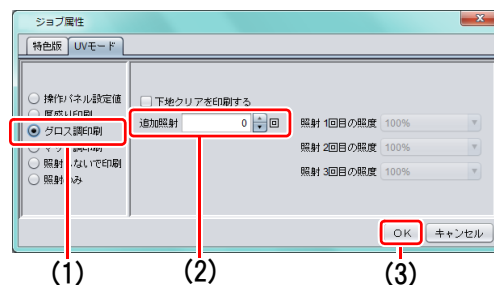 ジョブ属性
特色版 UVモード
操作パネル設定値
下地クリアを印刷する
グロス調印刷
追加照射 0 回
照射 1回目の照度 100%
照射 2回目の照度 100%
照射しないで印刷
照射のみ
照射 3回目の照度 100%
OK キャンセル
(1) (2) (3)